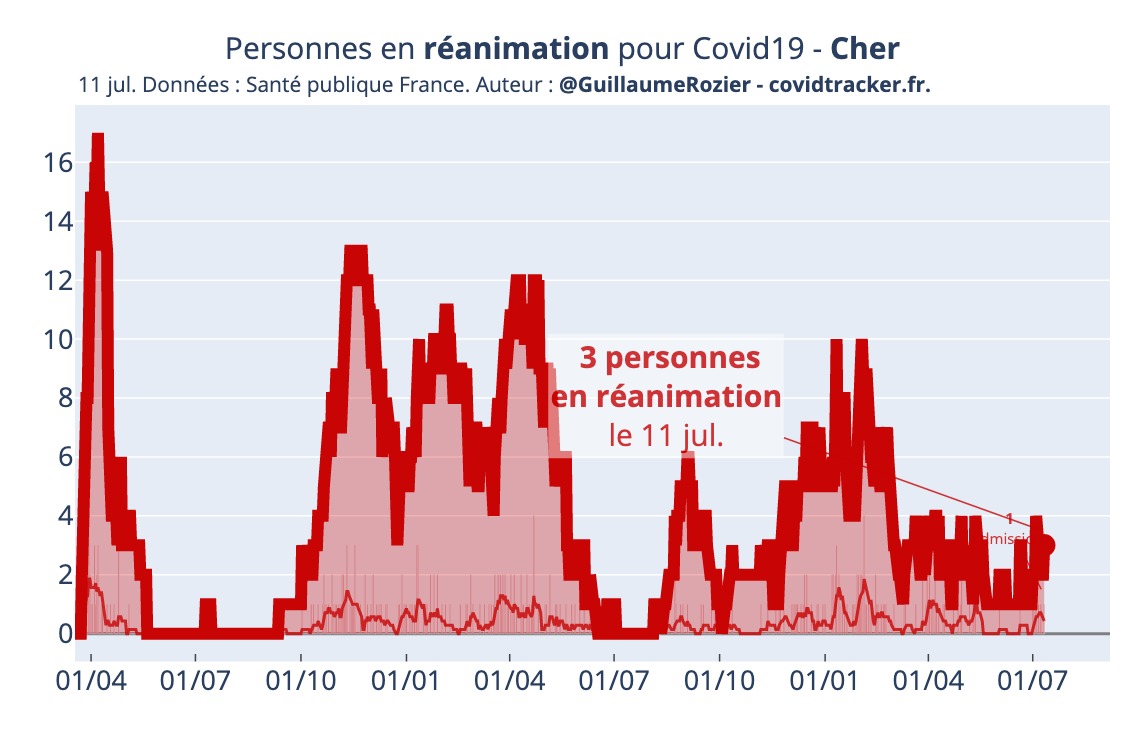 Personnes en réanimation pour Covid19 - Cher
11 jul. Données : Santé publique France. Auteur : @GuillaumeRozier - covidtracker.fr.
16
14
12
10
8
6
4
2
0
3 personnes
en réanimation
le 11 jul.
1
01/04 01/07 01/10 01/01 01/04 01/07 01/10 01/01 01/04 01/07